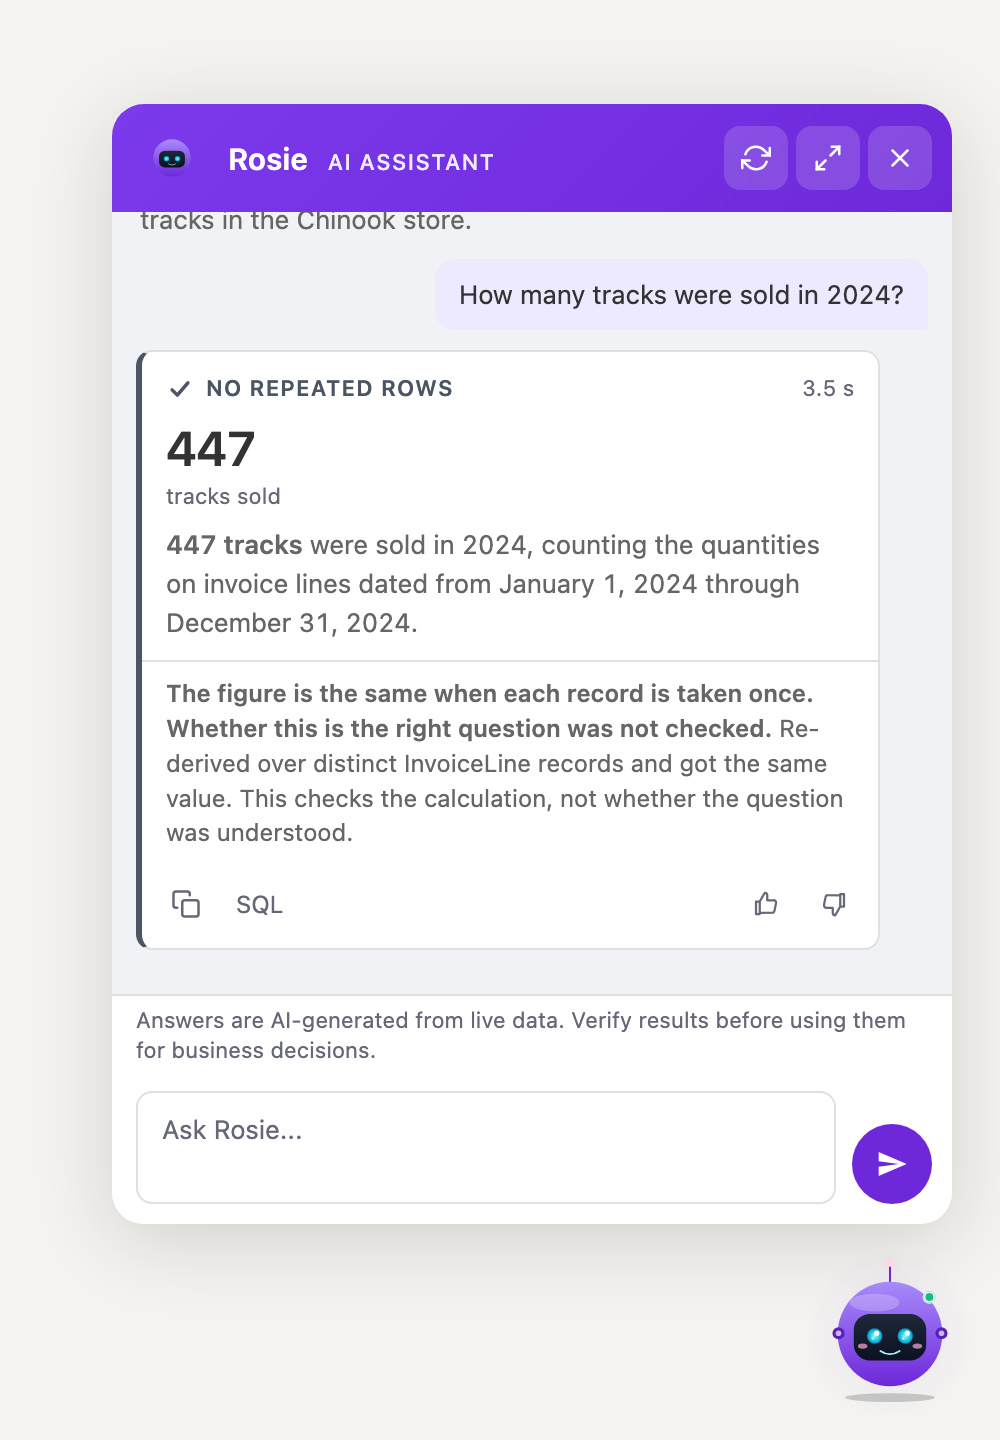 Rosie AI ASSISTANT
tracks in the Chinook store.
How many tracks were sold in 2024?
NO REPEATED ROWS 3.5 s
447
tracks sold
447 tracks were sold in 2024, counting the quantities
on invoice lines dated from January 1, 2024 through
December 31, 2024.
The figure is the same when each record is taken once.
Whether this is the right question was not checked. Re-
derived over distinct InvoiceLine records and got the same
value. This checks the calculation, not whether the question
was understood.
SQL
Answers are AI-generated from live data. Verify results before using them
for business decisions.
Ask Rosie...